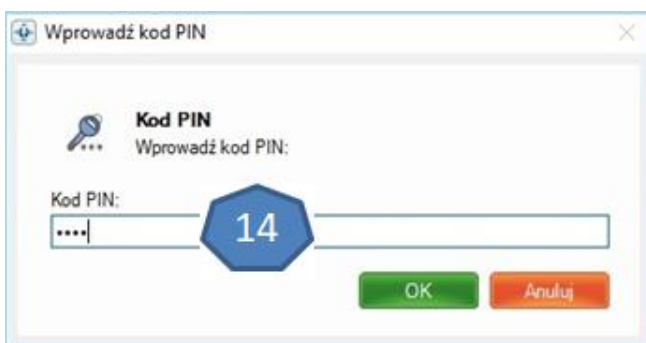 Wprowadź kod PIN
Kod PIN
Wprowadź kod PIN:
Kod PIN:
••••
14
OK
Anuluj